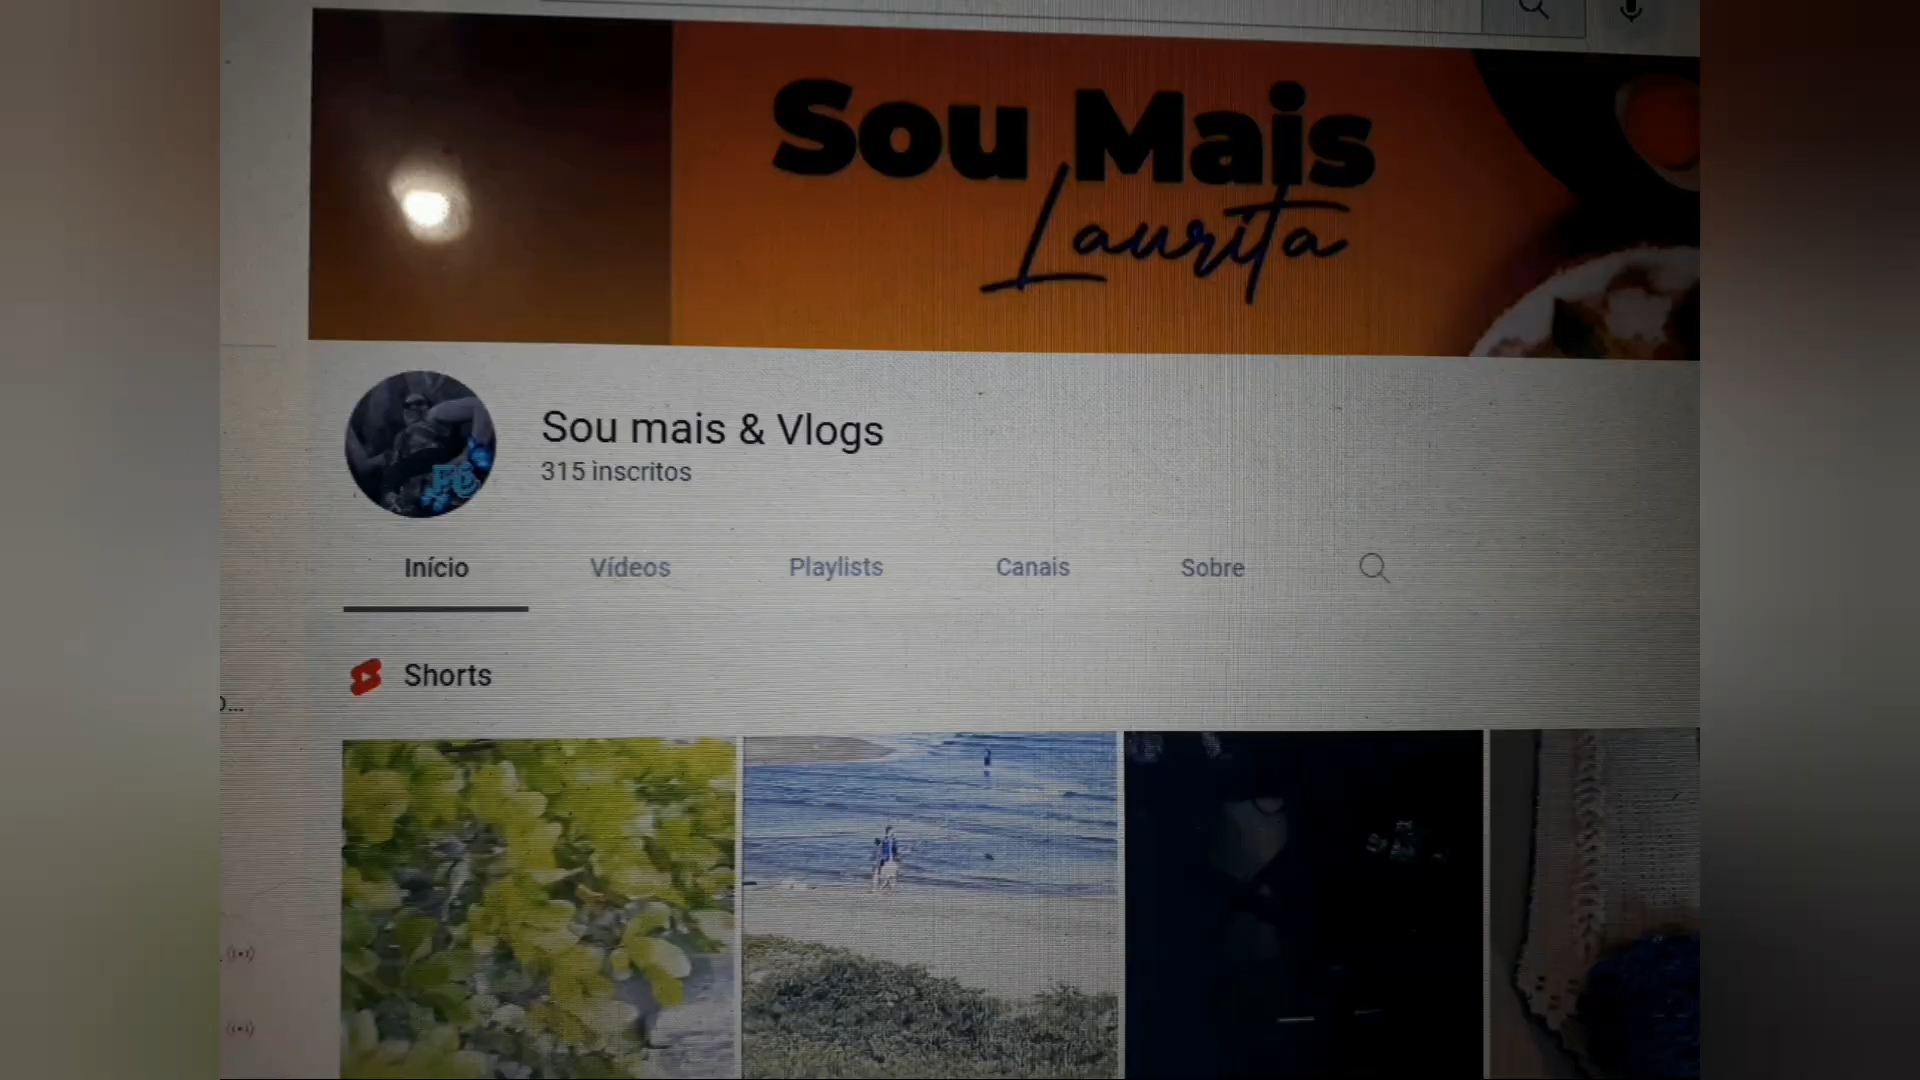 Sou Mais
Laurita
Sou mais & Vlogs
315 inscritos
Início Vídeos Playlists Canais Sobre
Shorts